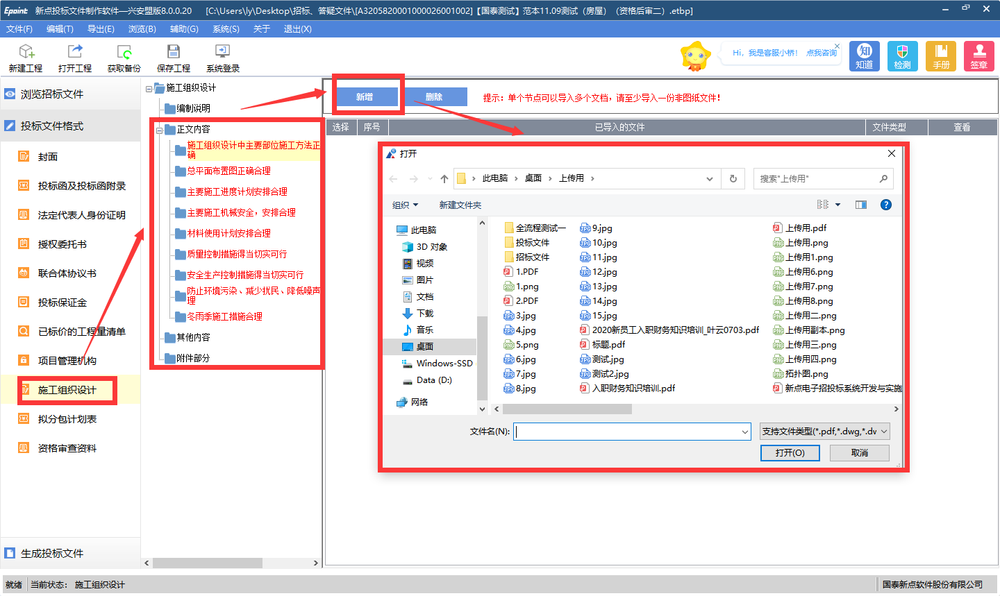 Epoint 新点投标文件制作软件—兴安盟版8.0.0.20 [C:\Users\ly\Desktop\招标、答疑文件\[A3205820001000026001002]【国泰测试】范本11.09测试（房屋）（资格后审二）.etbp]
文件(F) 编辑(T) 导出(E) 浏览(B) 辅助(G) 系统(S) 关于 退出(X)
新建工程 打开工程 获取备份 保存工程 系统登录
Hi，我是客服小桥！ 点我咨询
知 知道 检测 手册 签章
浏览招标文件
投标文件格式
封面
投标函及投标函附录
法定代表人身份证明
授权委托书
联合体协议书
投标保证金
已标价的工程量清单
项目管理机构
施工组织设计
拟分包计划表
资格审查资料
生成投标文件
施工组织设计
编制说明
正文内容
施工组织设计中主要部位施工方法正
确
总平面布置图正确合理
主要施工进度计划安排合理
主要施工机械安全，安排合理
材料使用计划安排合理
质量控制措施得当切实可行
安全生产控制措施得当切实可行
防止环境污染、减少扰民、降低噪声
理
冬雨季施工措施合理
其他内容
附件部分
新增 删除 提示：单个节点可以导入多个文档，请至少导入一份非图纸文件！
选择 序号 已导入的文件 文件类型 查看
打开
此电脑 桌面 上传用 搜索"上传用"
组织 新建文件夹
此电脑
3D 对象
视频
图片
文档
下载
音乐
桌面
Windows-SSD
Data (D:)
网络
全流程测试一
投标文件
招标文件
1.PDF
1.png
2.PDF
3.jpg
4.jpg
5.png
6.jpg
7.jpg
8.jpg
9.jpg
10.jpg
11.jpg
12.jpg
13.jpg
14.jpg
15.jpg
2020新员工入职财务知识培训_叶云0703.pdf
标题.pdf
测试.jpg
测试2.jpg
入职财务知识培训.pdf
上传用.pdf
上传用.png
上传用1.png
上传用6.png
上传用7.png
上传用8.png
上传用二.png
上传用副本.png
上传用三.png
上传用四.png
拓扑图.png
新点电子招投标系统开发与实施
文件名(N): 支持文件类型(*.pdf,*.dwg,*.dv
打开(O) 取消
就绪 当前状态： 施工组织设计 国泰新点软件股份有限公司